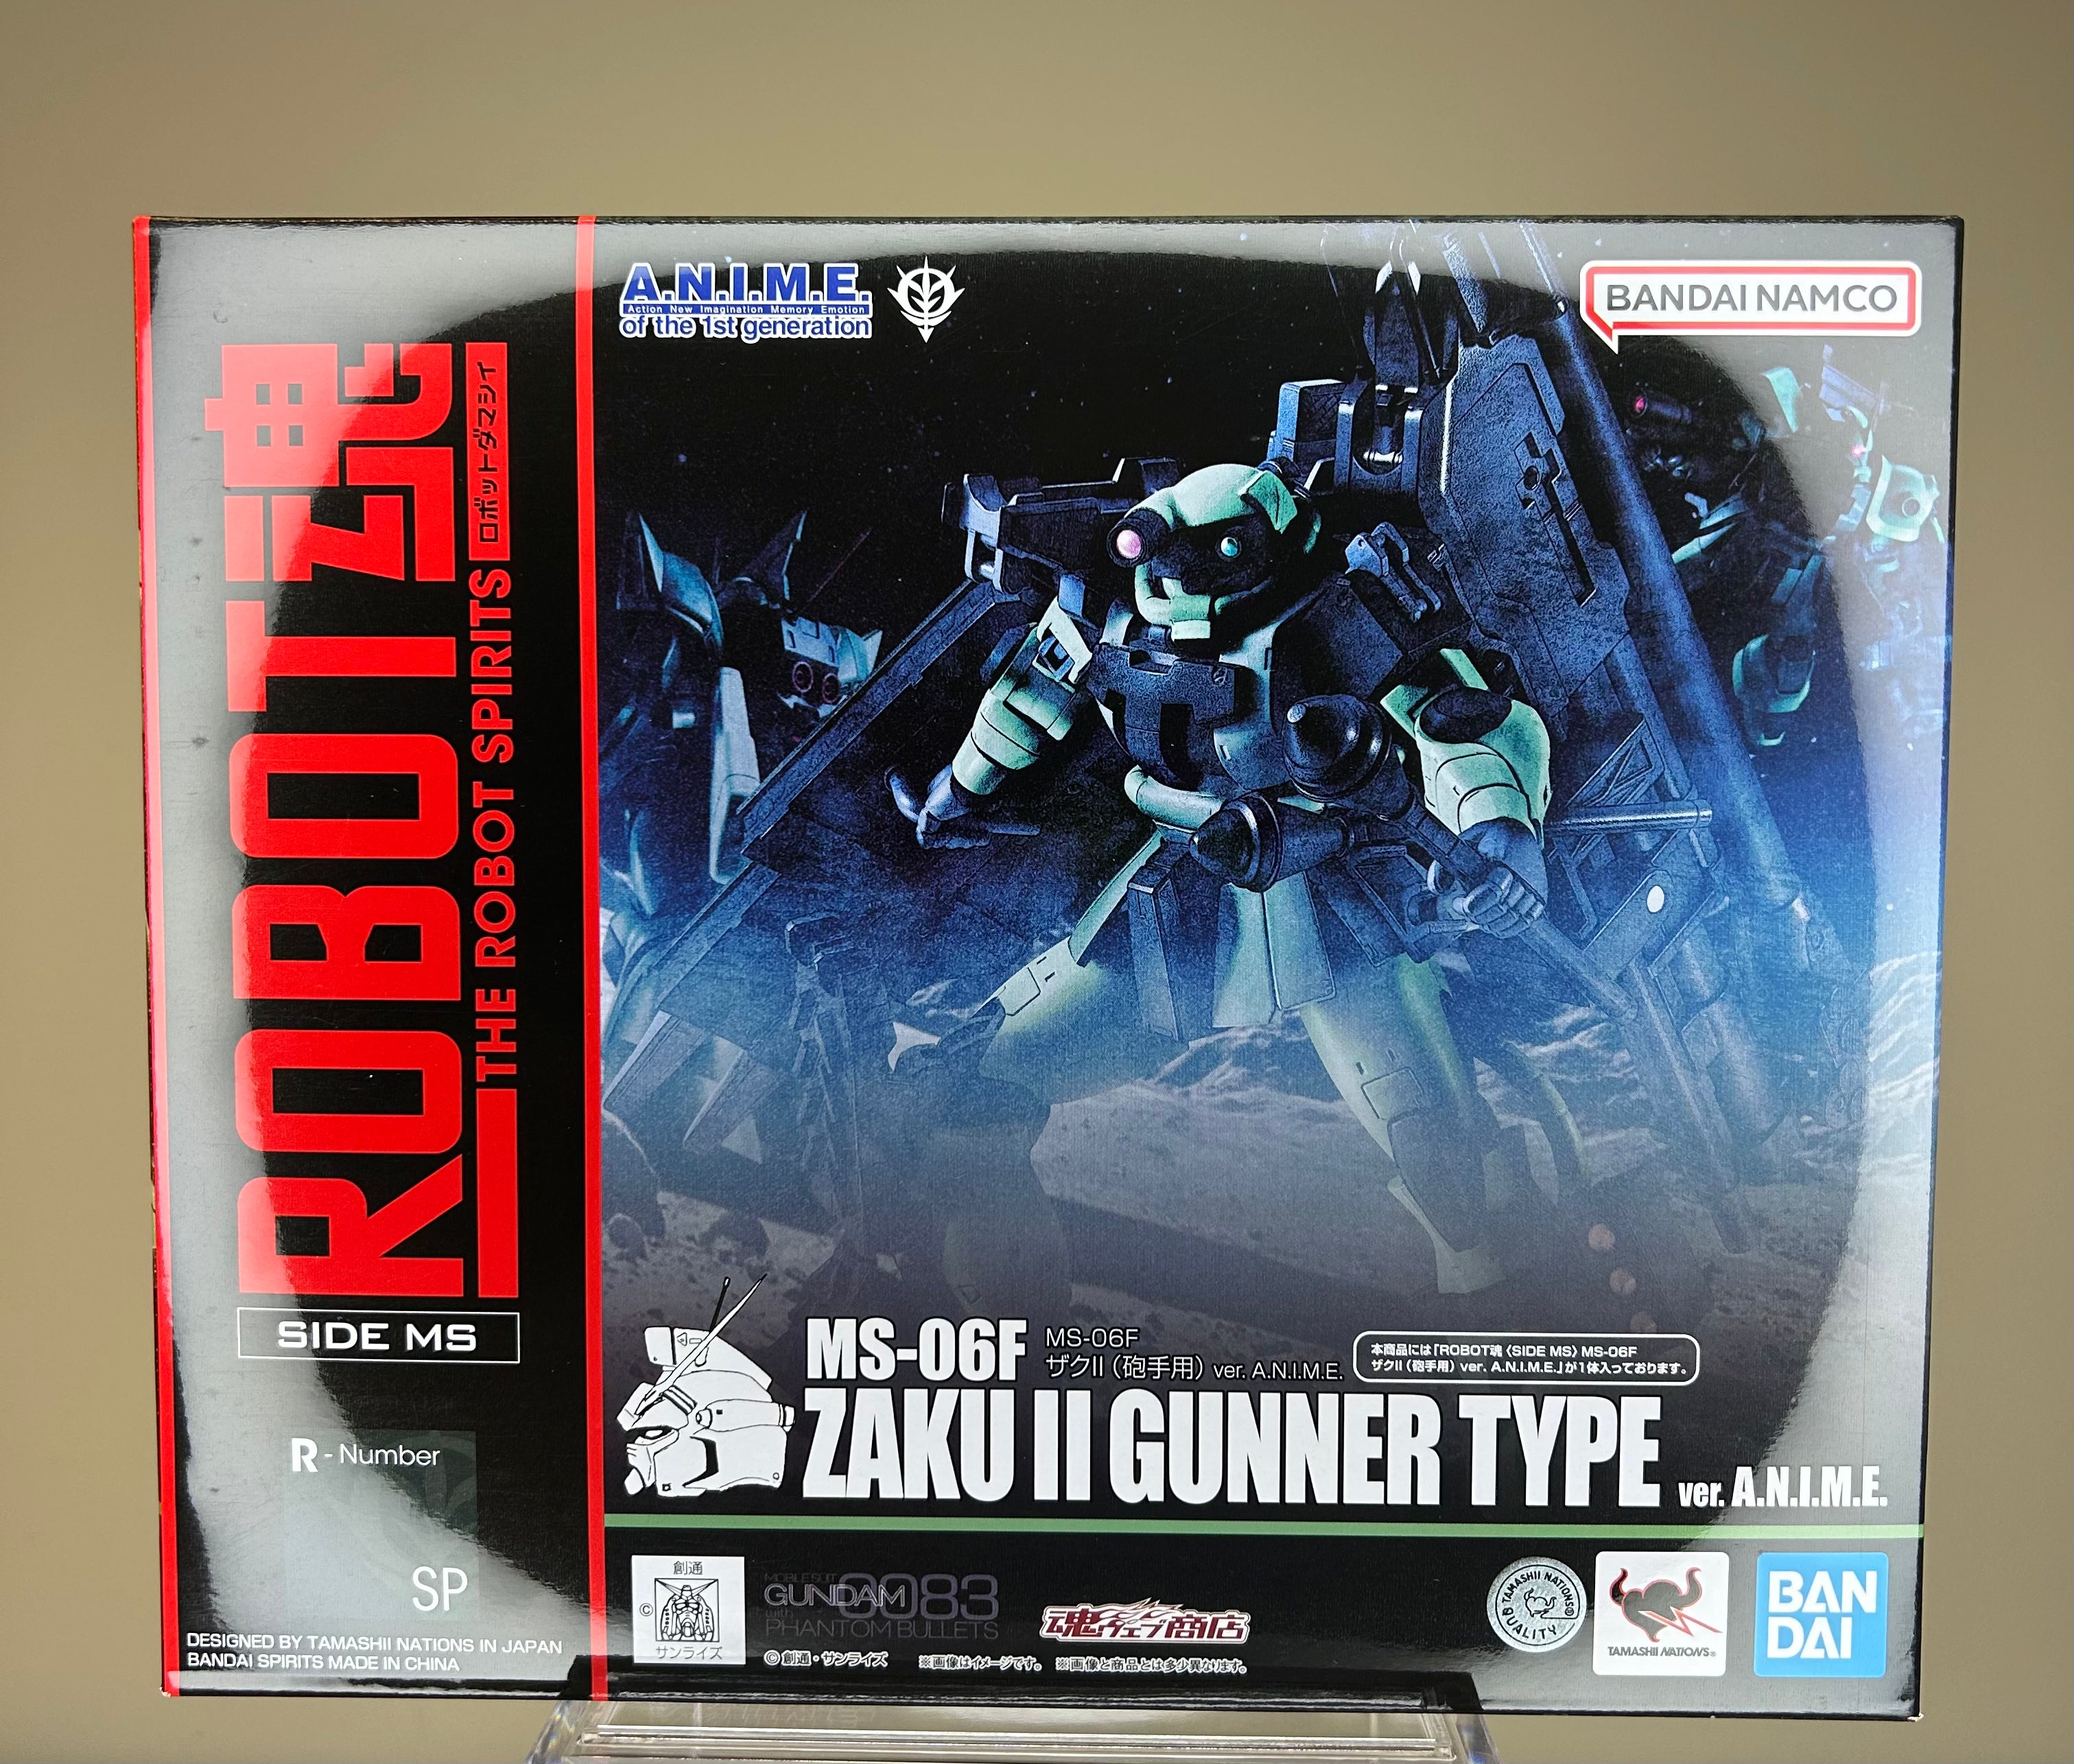 A.N.I.M.E.
Action New Imagination Memory Emotion
of the 1st generation
BANDAI NAMCO
ROBOT魂
ロボットダマシイ
THE ROBOT SPIRITS
SIDE MS
R-Number
SP
DESIGNED BY TAMASHII NATIONS IN JAPAN
BANDAI SPIRITS MADE IN CHINA
MS-06F
MS-06F
ザクII（砲手用）ver. A.N.I.M.E.
本商品には「ROBOT魂〈SIDE MS〉MS-06F
ザクII（砲手用）ver. A.N.I.M.E.」が1体入っております。
ZAKU II GUNNER TYPE ver. A.N.I.M.E.
創通
©
サンライズ
MOBILE SUIT
GUNDAM 0083
with
PHANTOM BULLETS
©創通・サンライズ
※画像はイメージです。 ※画像と商品とは多少異なります。
魂ウェブ商店
TAMASHII NATIONS
QUALITY
TAMASHII NATIONS
BAN
DAI